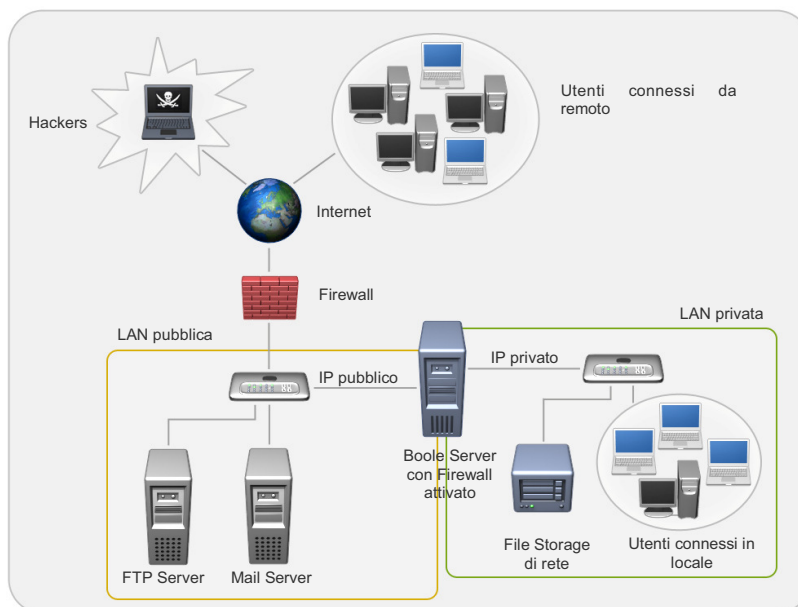 Hackers
Utenti connessi da
remoto
Internet
Firewall
LAN pubblica
LAN privata
IP pubblico
IP privato
Boole Server
con Firewall
attivato
FTP Server
Mail Server
File Storage
di rete
Utenti connessi in
locale